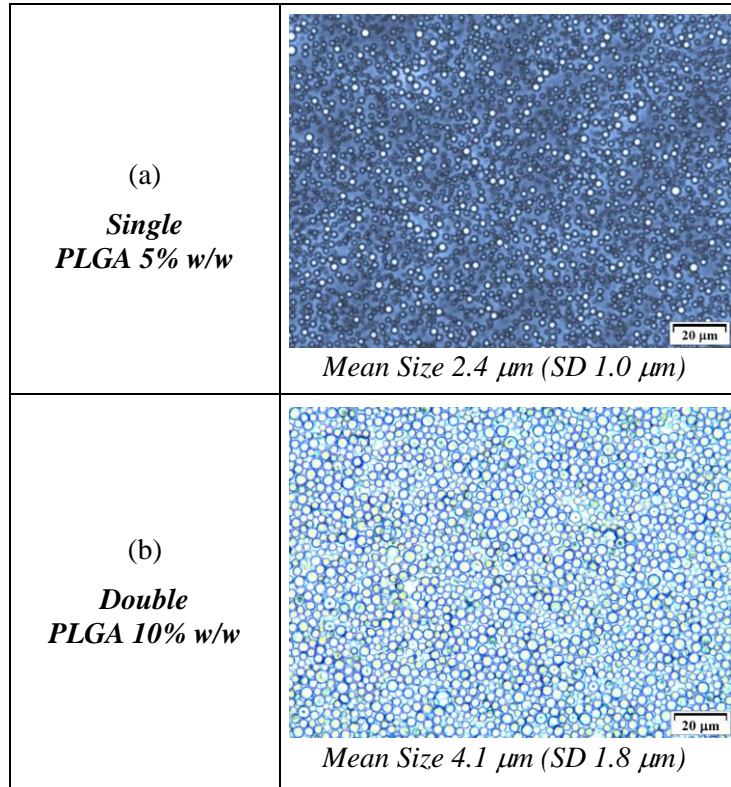 (a)
Single
PLGA 5% w/w
20 μm
Mean Size 2.4 μm (SD 1.0 μm)
(b)
Double
PLGA 10% w/w
20 μm
Mean Size 4.1 μm (SD 1.8 μm)